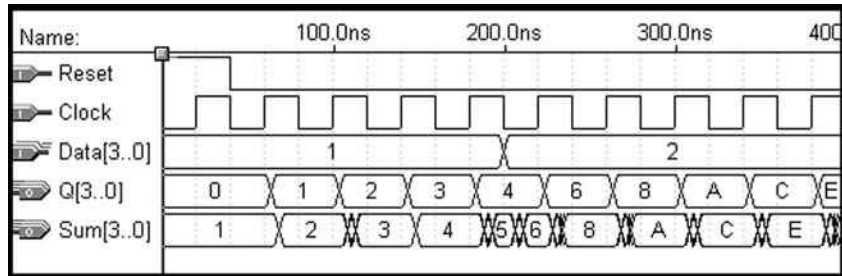 Name: 100.0ns 200.0ns 300.0ns 400
Reset
Clock
Data[3..0] 1 2
Q[3..0] 0 1 2 3 4 6 8 A C E
Sum[3..0] 1 2 3 4 5 6 8 A C E